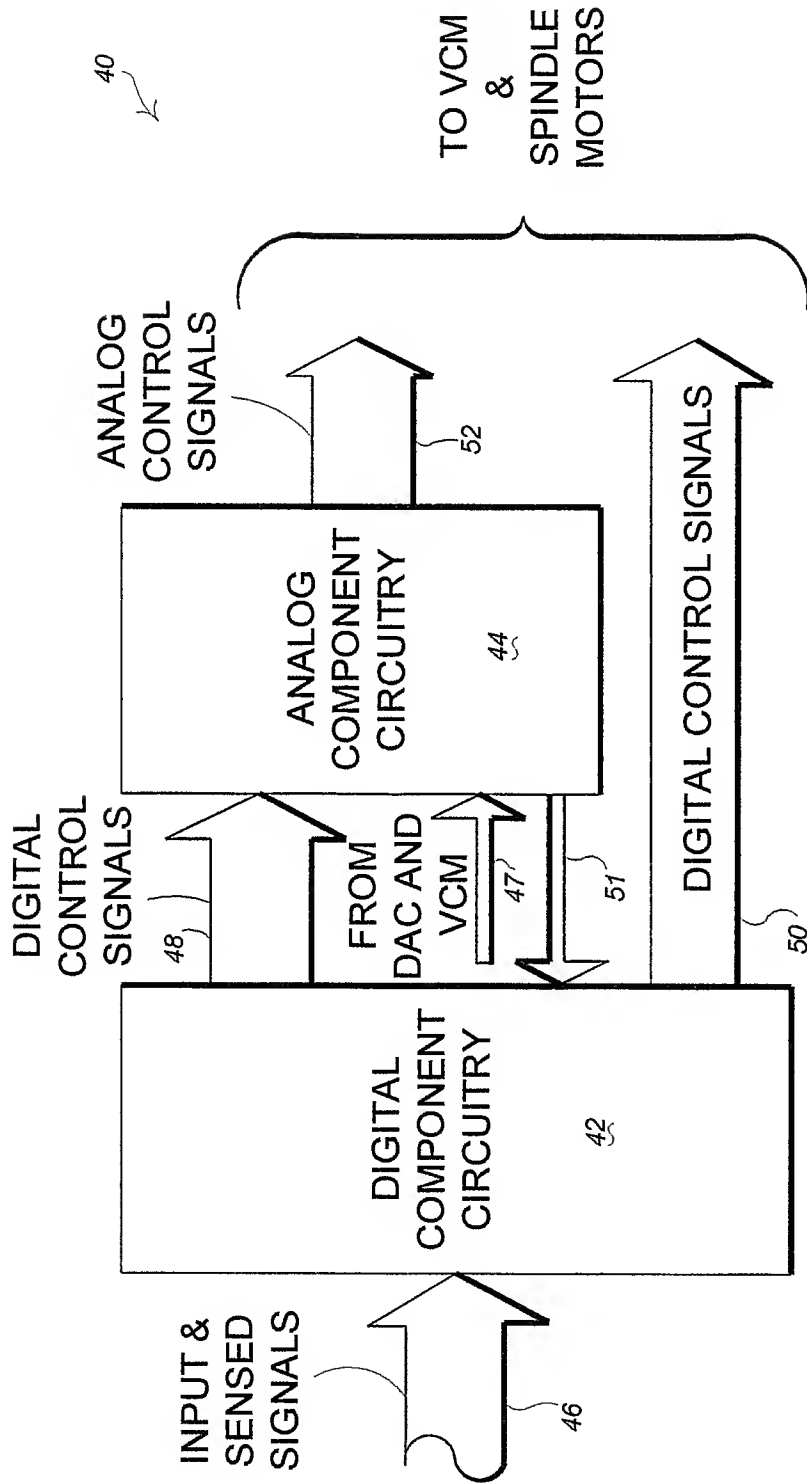 40
INPUT &
SENSED
SIGNALS
46
DIGITAL
COMPONENT
CIRCUITRY
42
DIGITAL
CONTROL
SIGNALS
48
FROM
DAC AND
VCM
47
51
ANALOG
COMPONENT
CIRCUITRY
44
ANALOG
CONTROL
SIGNALS
52
DIGITAL CONTROL SIGNALS
50
TO VCM
&
SPINDLE
MOTORS